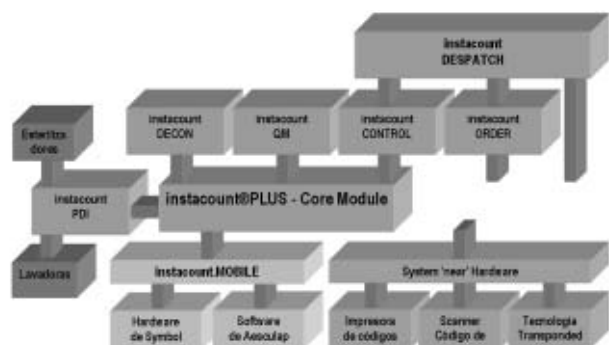 instacount
DESPATCH
instacount
DECON
instacount
QM
instacount
CONTROL
instacount
ORDER
Esteriliza
dores
instacount
PDI
instacount®PLUS - Core Module
Lavadoras
instacount.MOBILE
System 'near' Hardware
Hardware
de Symbol
Software
de Aesculap
Impresora
de códigos
Scanner
Código de
Tecnologia
Transponded